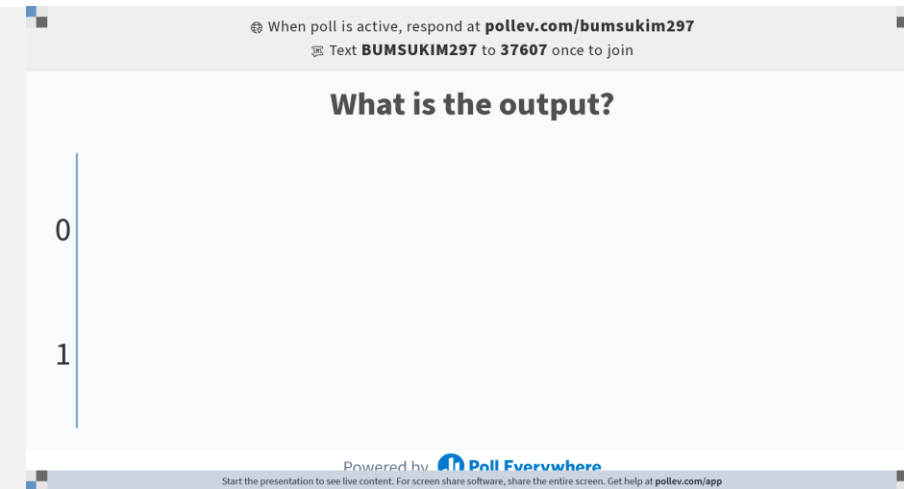 When poll is active, respond at pollev.com/bumsukim297
Text BUMSUKIM297 to 37607 once to join
What is the output?
0
1
Powered by Poll Everywhere
Start the presentation to see live content. For screen share software, share the entire screen. Get help at pollev.com/app